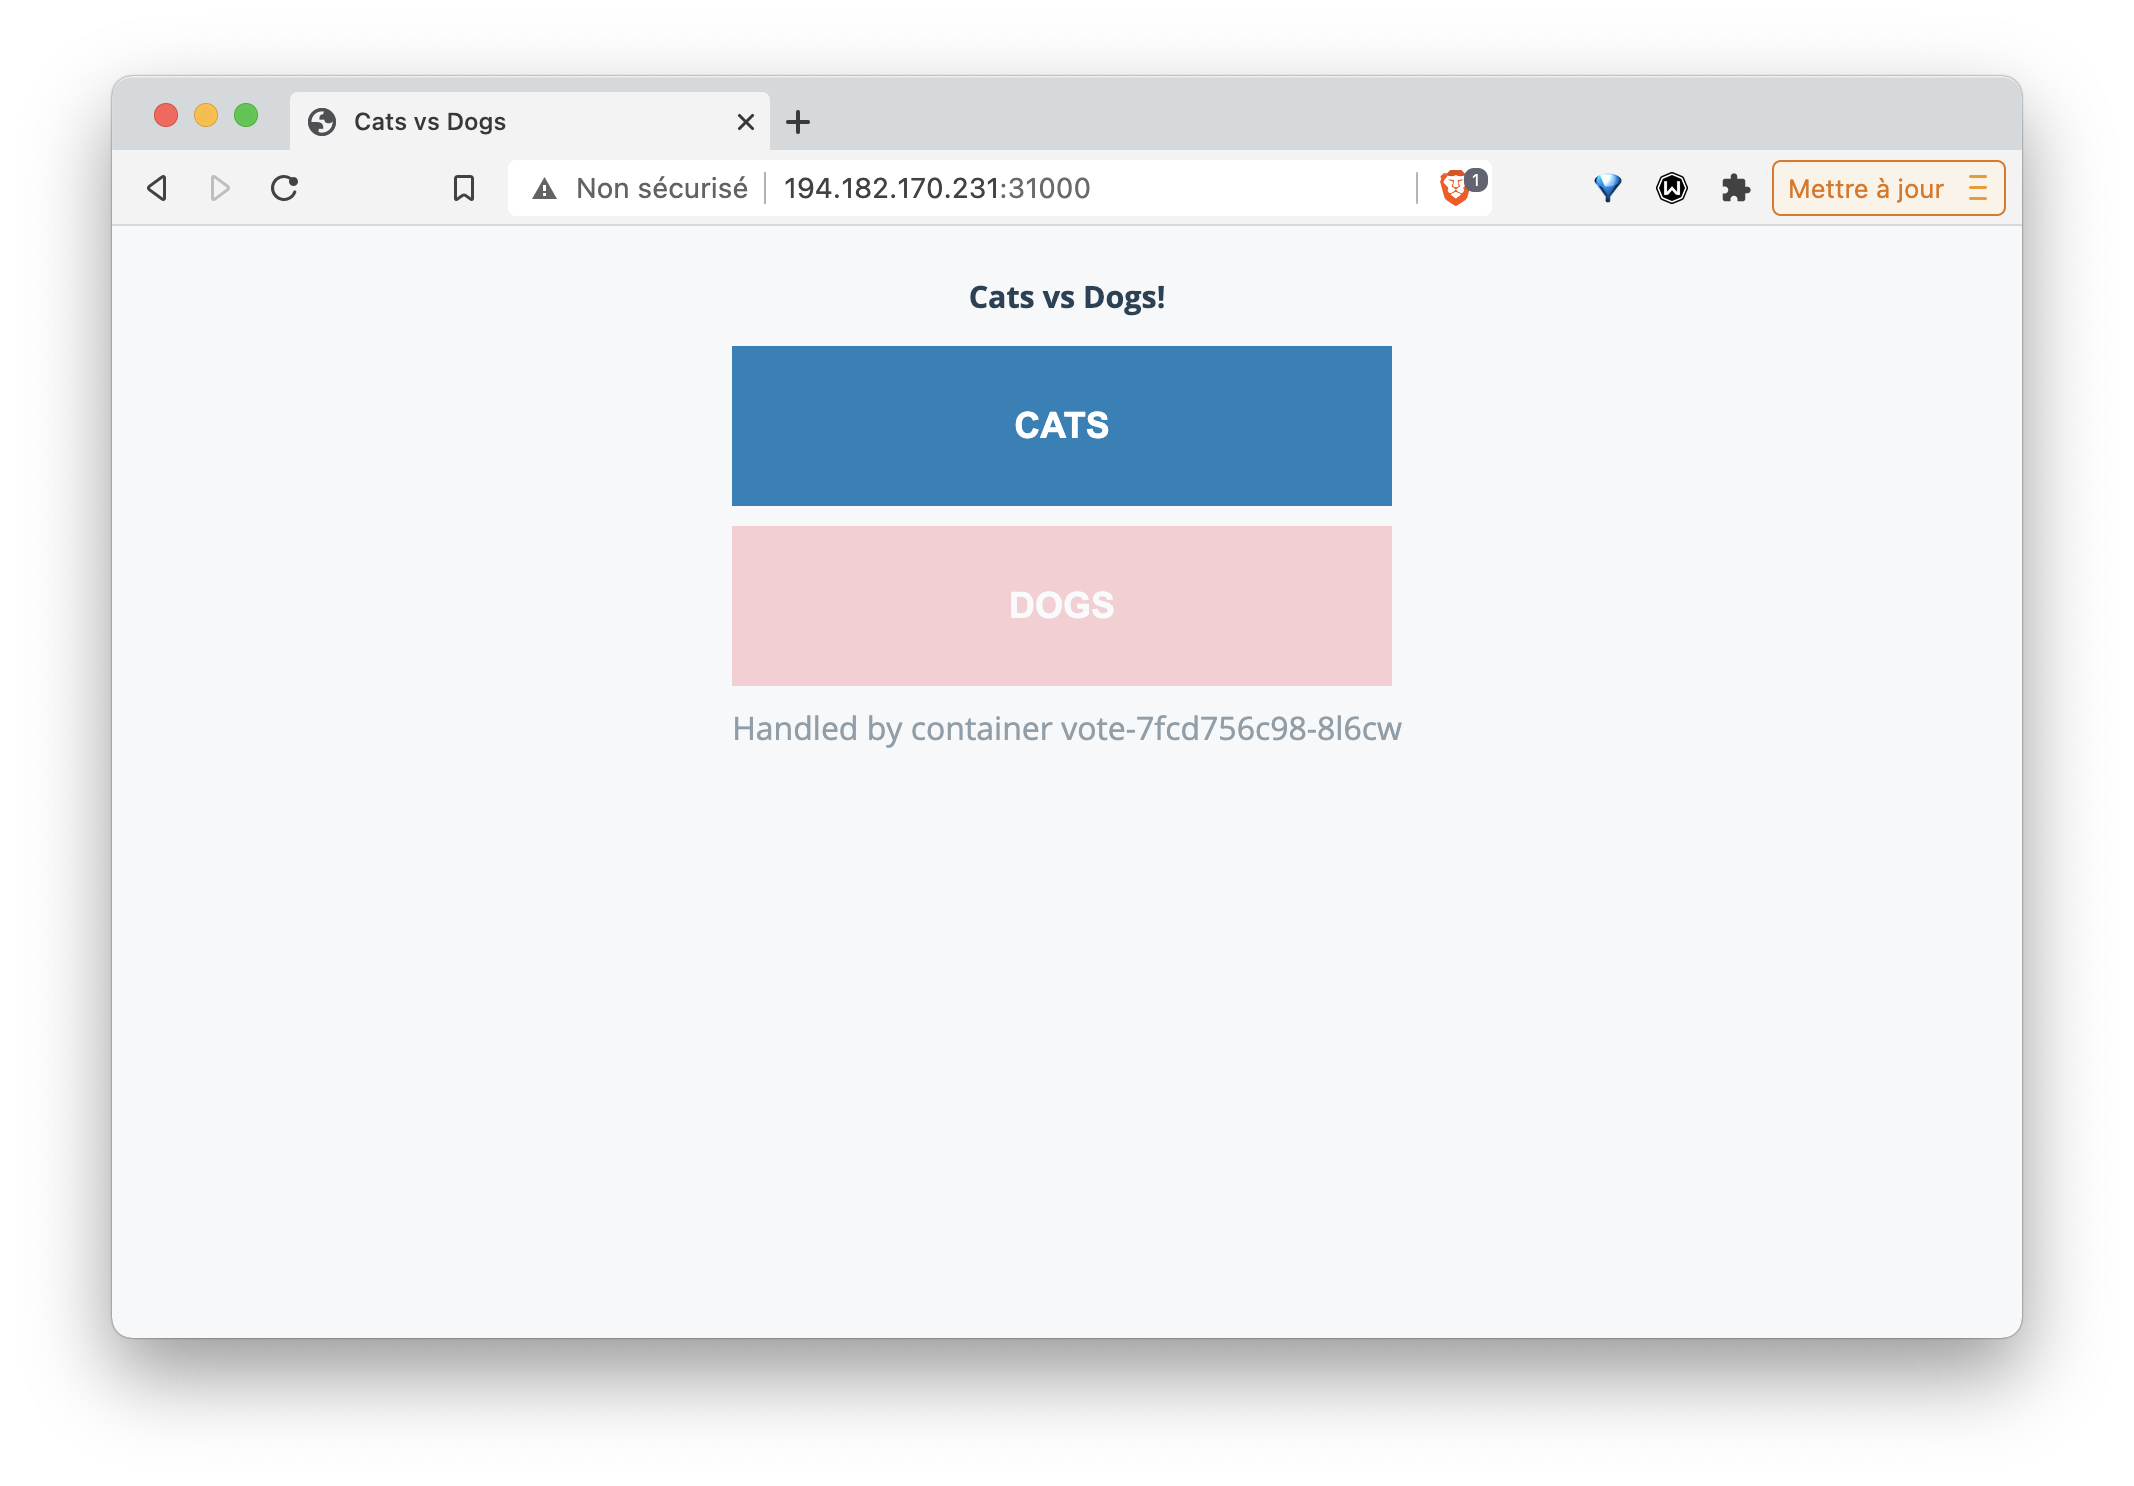 Cats vs Dogs
Non sécurisé 194.182.170.231:31000
1
Mettre à jour
Cats vs Dogs!
CATS
DOGS
Handled by container vote-7fcd756c98-8l6cw